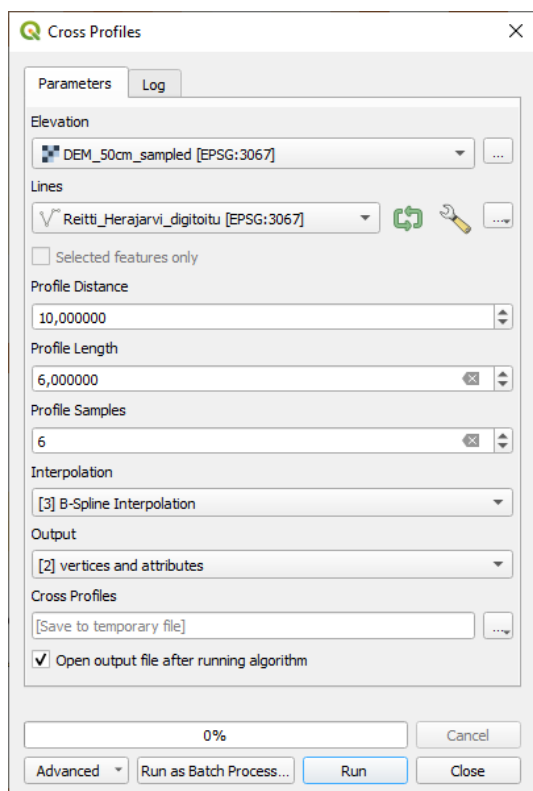 Cross Profiles
Parameters Log
Elevation
DEM_50cm_sampled [EPSG:3067]
...
Lines
Reitti_Herajarvi_digitoitu [EPSG:3067]
...
Selected features only
Profile Distance
10,000000
Profile Length
6,000000
Profile Samples
6
Interpolation
[3] B-Spline Interpolation
Output
[2] vertices and attributes
Cross Profiles
[Save to temporary file]
...
Open output file after running algorithm
0%
Cancel
Advanced Run as Batch Process... Run Close